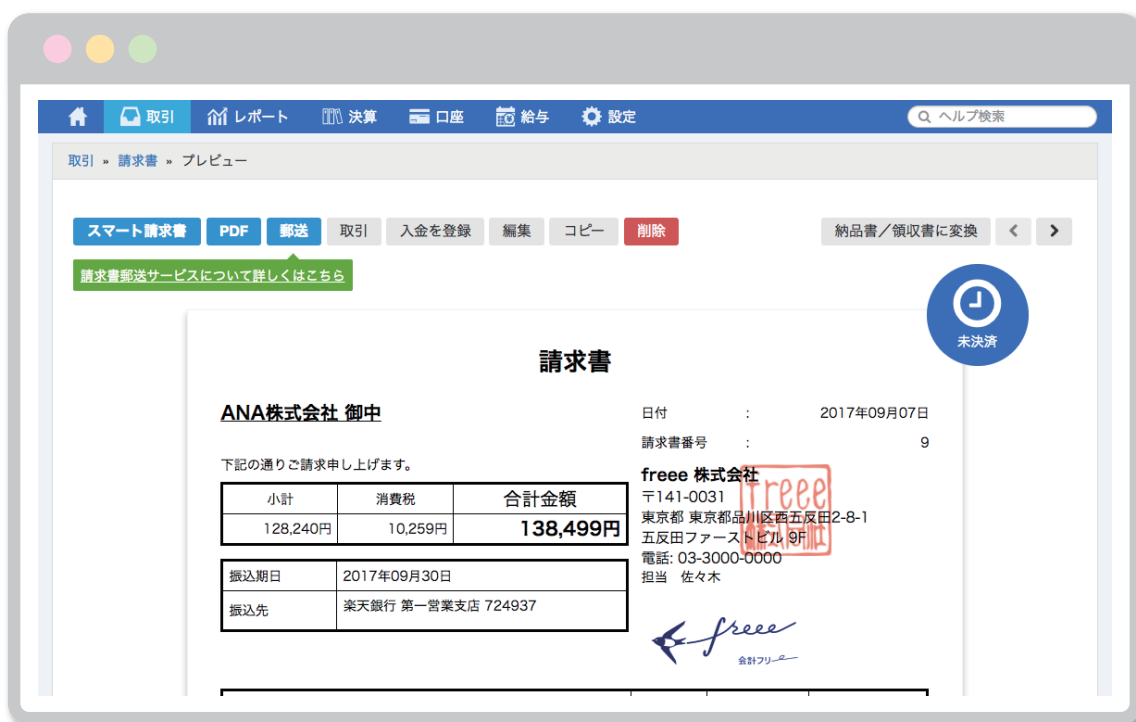 取引 レポート 決算 口座 給与 設定 ヘルプ検索
取引 » 請求書 » プレビュー
スマート請求書 PDF 郵送 取引 入金を登録 編集 コピー 削除 納品書／領収書に変換
請求書郵送サービスについて詳しくはこちら
未決済
請求書
ANA株式会社 御中
日付 : 2017年09月07日
請求書番号 : 9
下記の通りご請求申し上げます。
小計 消費税 合計金額
128,240円 10,259円 138,499円
振込期日 2017年09月30日
振込先 楽天銀行 第一営業支店 724937
freee 株式会社
〒141-0031
東京都 東京都品川区西五反田2-8-1
五反田ファーストビル 9F
電話: 03-3000-0000
担当 佐々木
freee
株式会社
freee
会計フリー